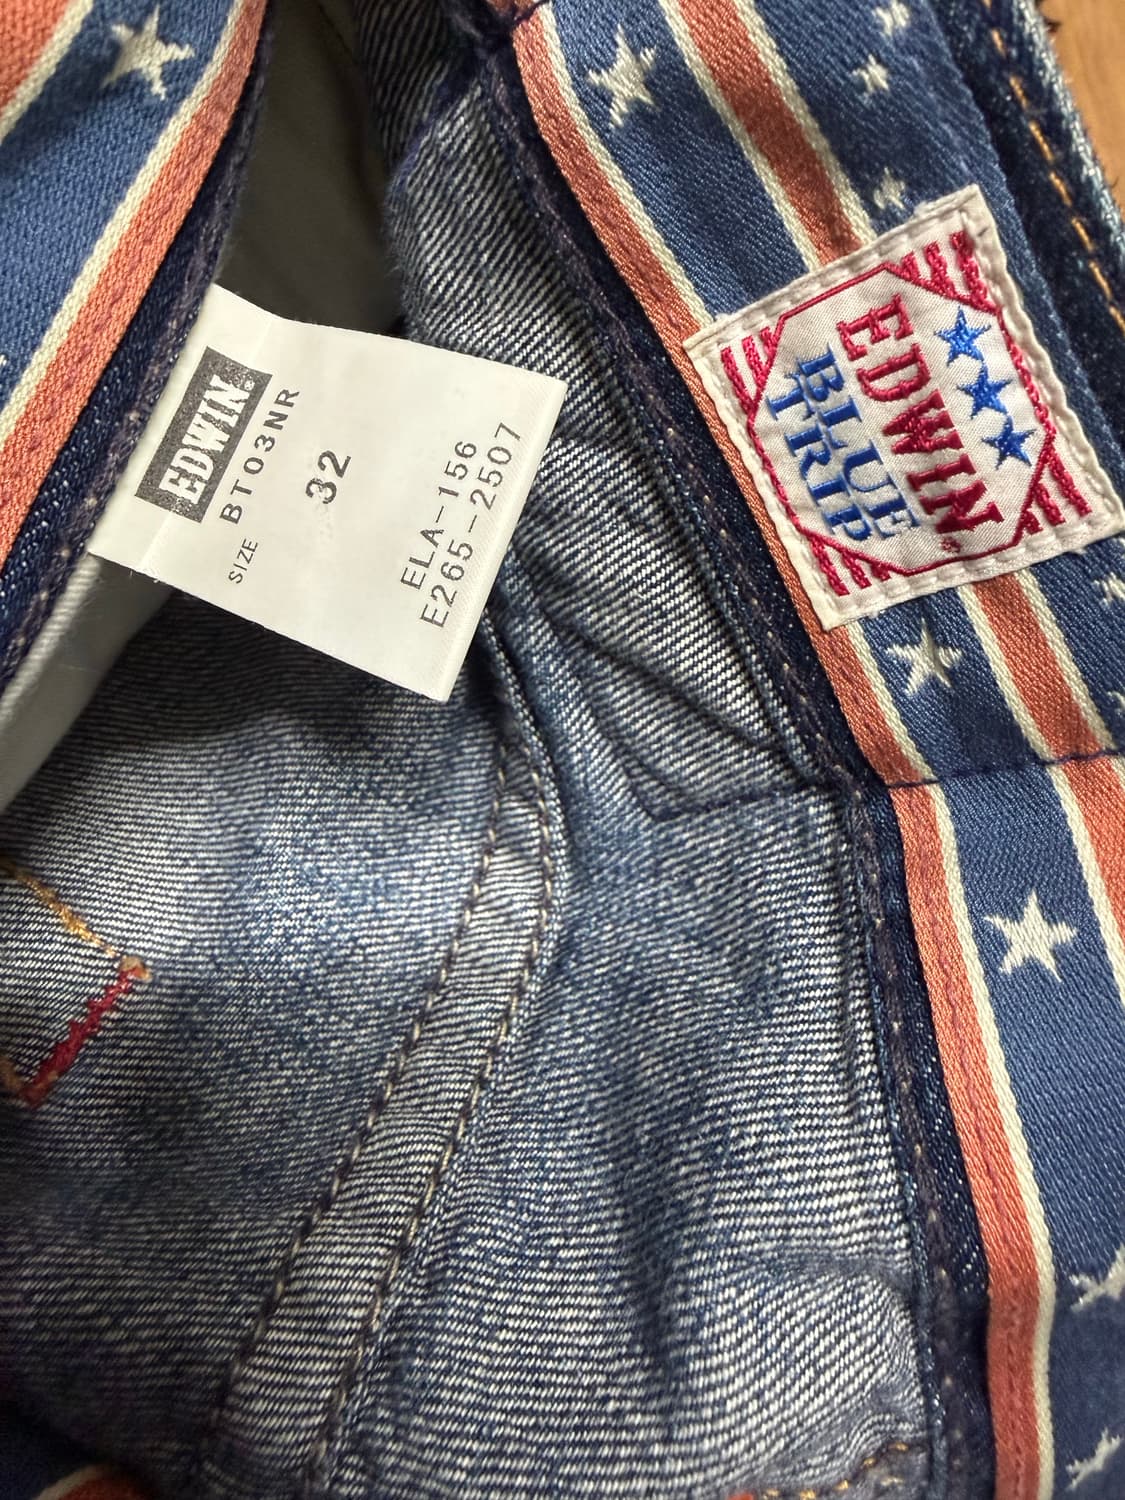 EDWIN®
BT03NR
SIZE 32
ELA-156
E265-2507
EDWIN®
BLUE
TRIP